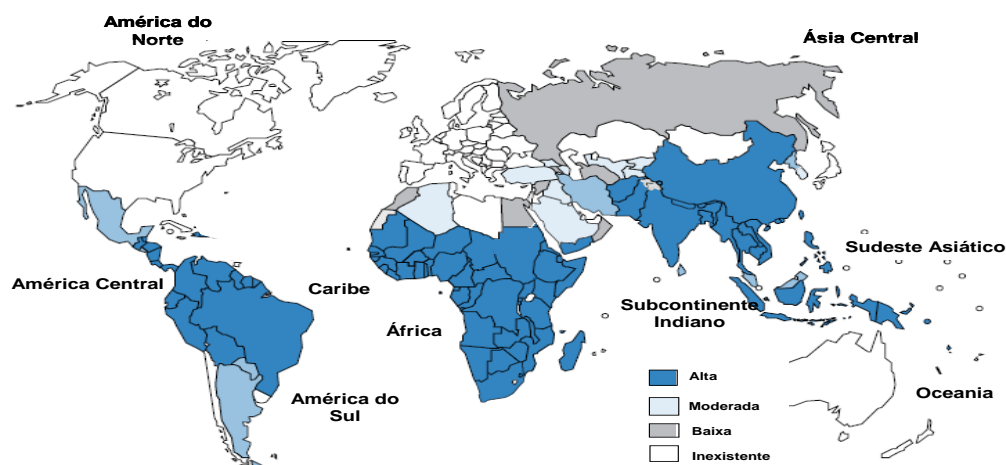 América do
Norte
Ásia Central
Sudeste Asiático
América Central
Caribe
Subcontinente
Indiano
África
América do
Sul
Oceania
Alta
Moderada
Baixa
Inexistente